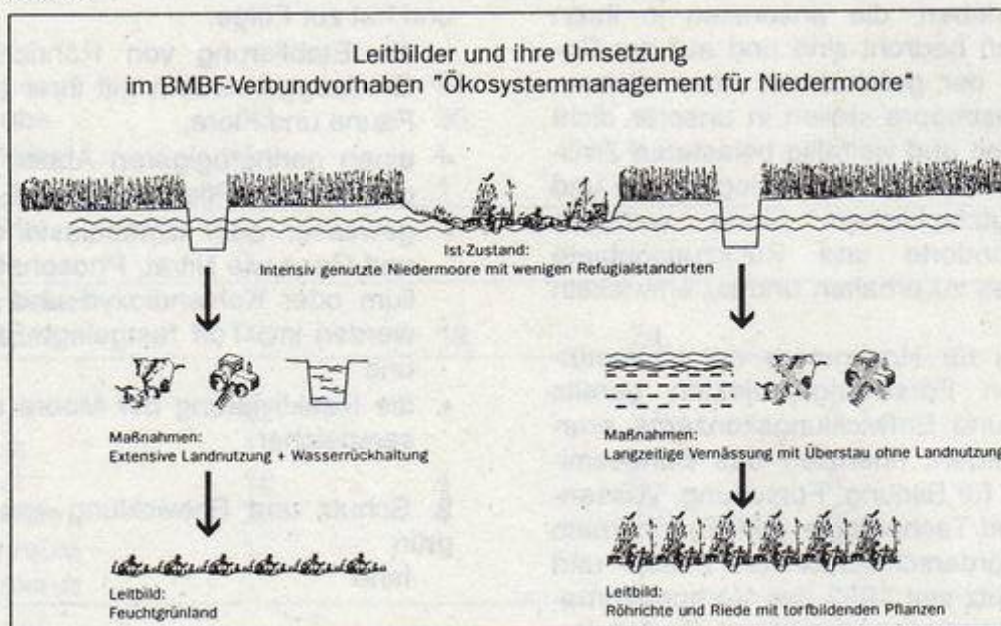 Leitbilder und ihre Umsetzung
im BMBF-Verbundvorhaben "Ökosystemmanagement für Niedermoore"
Ist-Zustand:
Intensiv genutzte Niedermoore mit wenigen Refugialstandorten
Maßnahmen:
Extensive Landnutzung + Wasserrückhaltung
Maßnahmen:
Langzeitige Vernässung mit Überstau ohne Landnutzung
Leitbild:
Feuchtgrünland
Leitbild:
Röhrichte und Riede mit torfbildenden Pflanzen